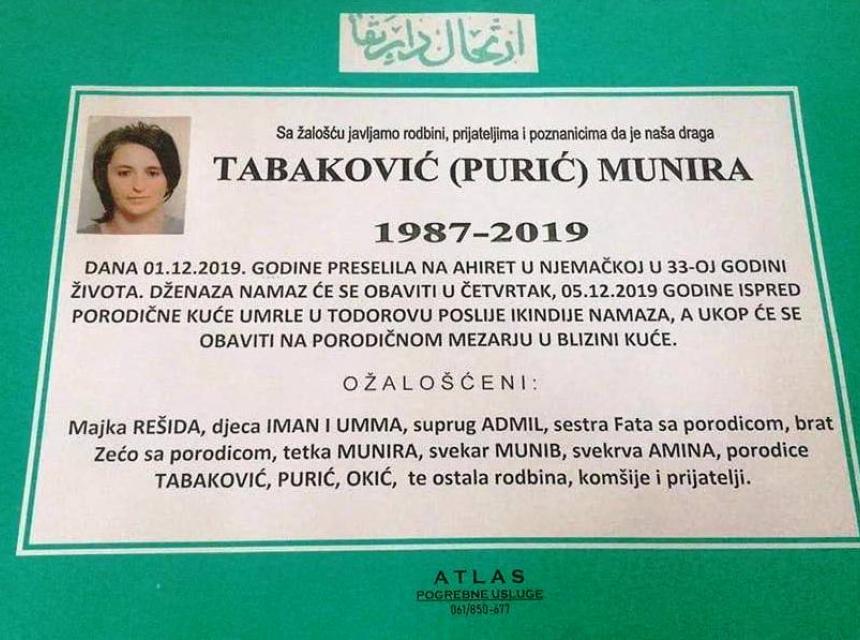 ارتحال دار بقا
Sa žalošću javljamo rodbini, prijateljima i poznanicima da je naša draga
TABAKOVIĆ (PURIĆ) MUNIRA
1987-2019
DANA 01.12.2019. GODINE PRESELILA NA AHIRET U NJEMAČKOJ U 33-OJ GODINI
ŽIVOTA. DŽENAZA NAMAZ ĆE SE OBAVITI U ČETVRTAK, 05.12.2019 GODINE ISPRED
PORODIČNE KUĆE UMRLE U TODOROVU POSLIJE IKINDIJE NAMAZA, A UKOP ĆE SE
OBAVITI NA PORODIČNOM MEZARJU U BLIZINI KUĆE.
OŽALOŠĆENI:
Majka REŠIDA, djeca IMAN I UMMA, suprug ADMIL, sestra Fata sa porodicom, brat
Zećo sa porodicom, tetka MUNIRA, svekar MUNIB, svekrva AMINA, porodice
TABAKOVIĆ, PURIĆ, OKIĆ, te ostala rodbina, komšije i prijatelji.
ATLAS
POGREBNE USLUGE
061/850-677